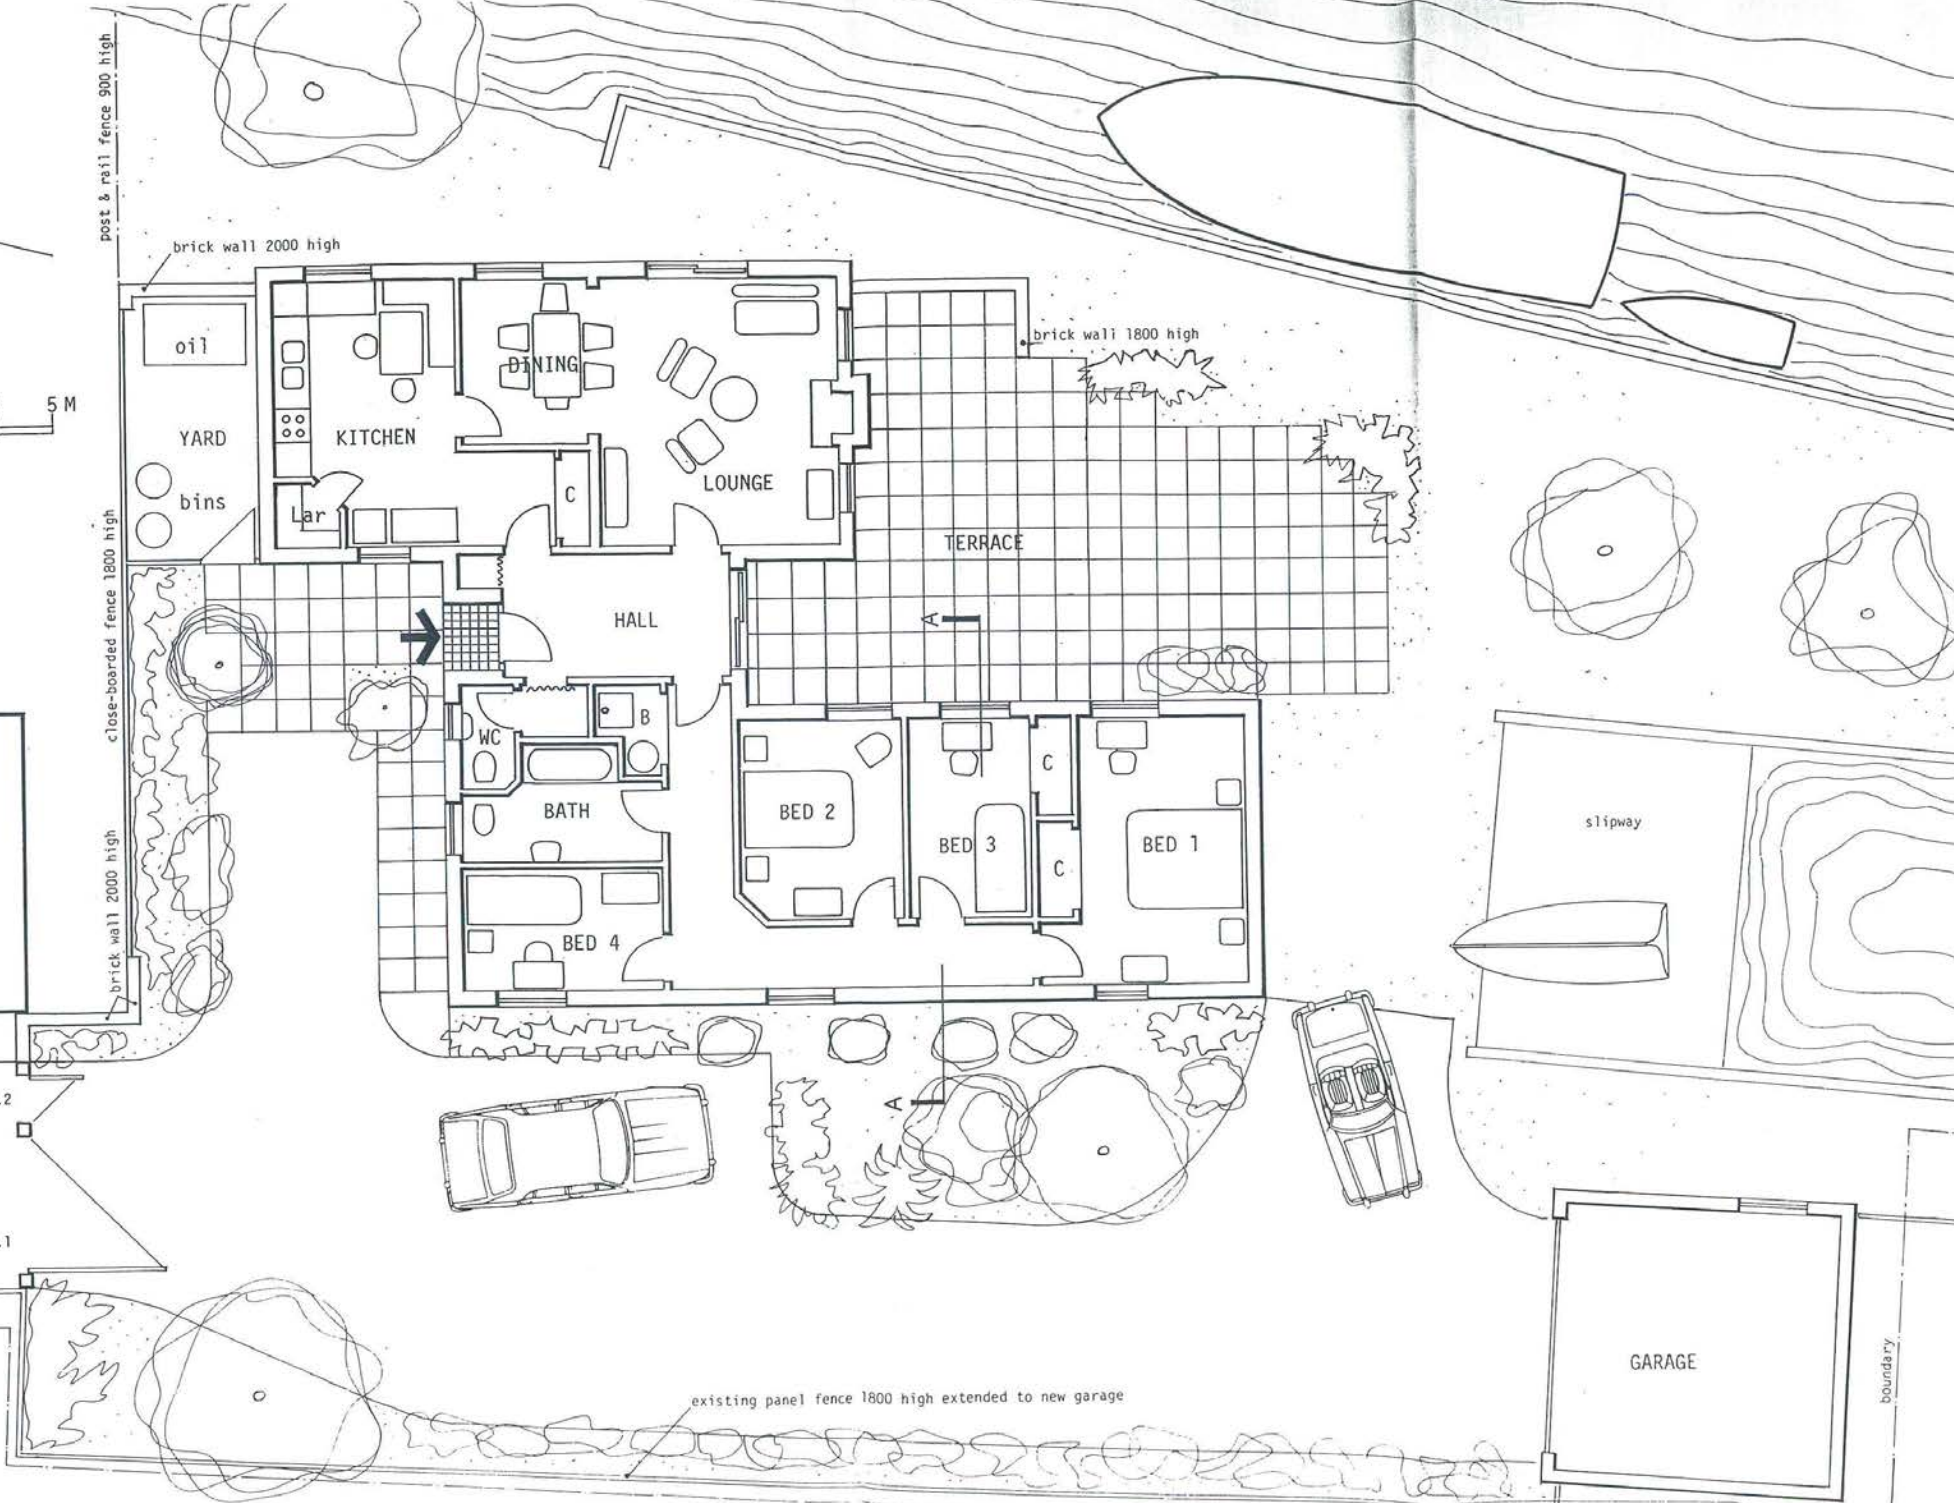 post & rail fence 900 high
brick wall 2000 high
oil
brick wall 1800 high
DINING
5 M
YARD
KITCHEN
LOUNGE
C
bins
Lar
TERRACE
close-boarded fence 1800 high
HALL
A
B
WC
C
BATH
BED 2
BED 3
BED 1
slipway
C
brick wall 2000 high
BED 4
A
2
1
GARAGE
boundary
existing panel fence 1800 high extended to new garage